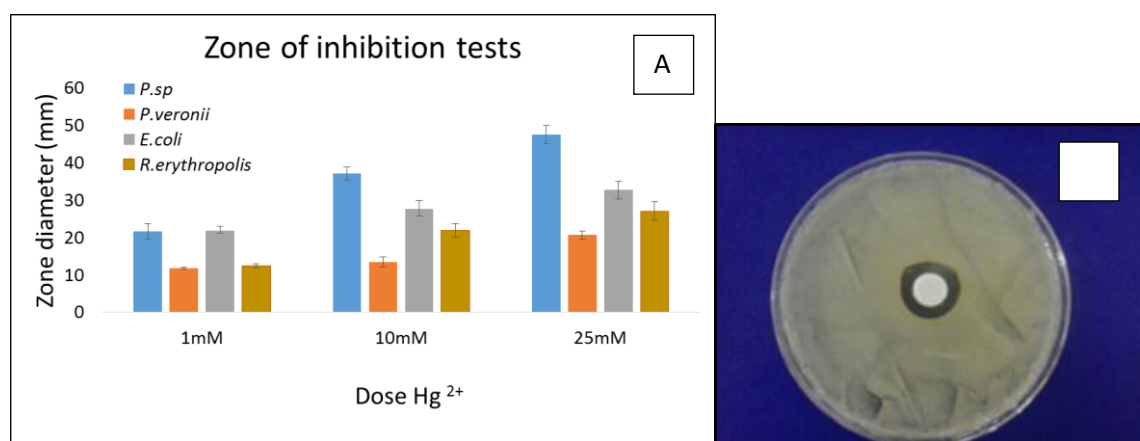 Zone of inhibition tests
A
60
50
40
30
20
10
0
Zone diameter (mm)
P.sp
P.veronii
E.coli
R.erythropolis
1mM 10mM 25mM
Dose Hg 2+